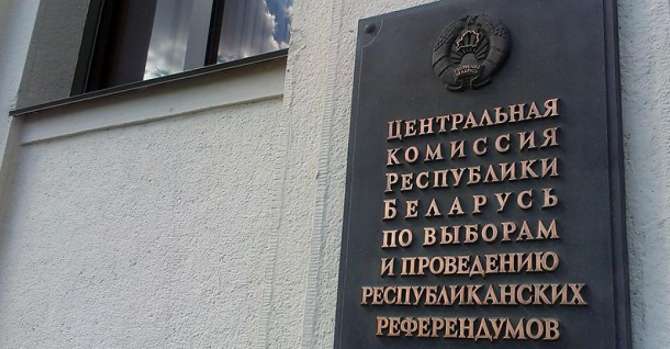 ЦЕНТРАЛЬНАЯ
КОМИССИЯ
РЕСПУБЛИКИ
БЕЛАРУСЬ
ПО ВЫБОРАМ
И ПРОВЕДЕНИЮ
РЕСПУБЛИКАНСКИХ
РЕФЕРЕНДУМОВ